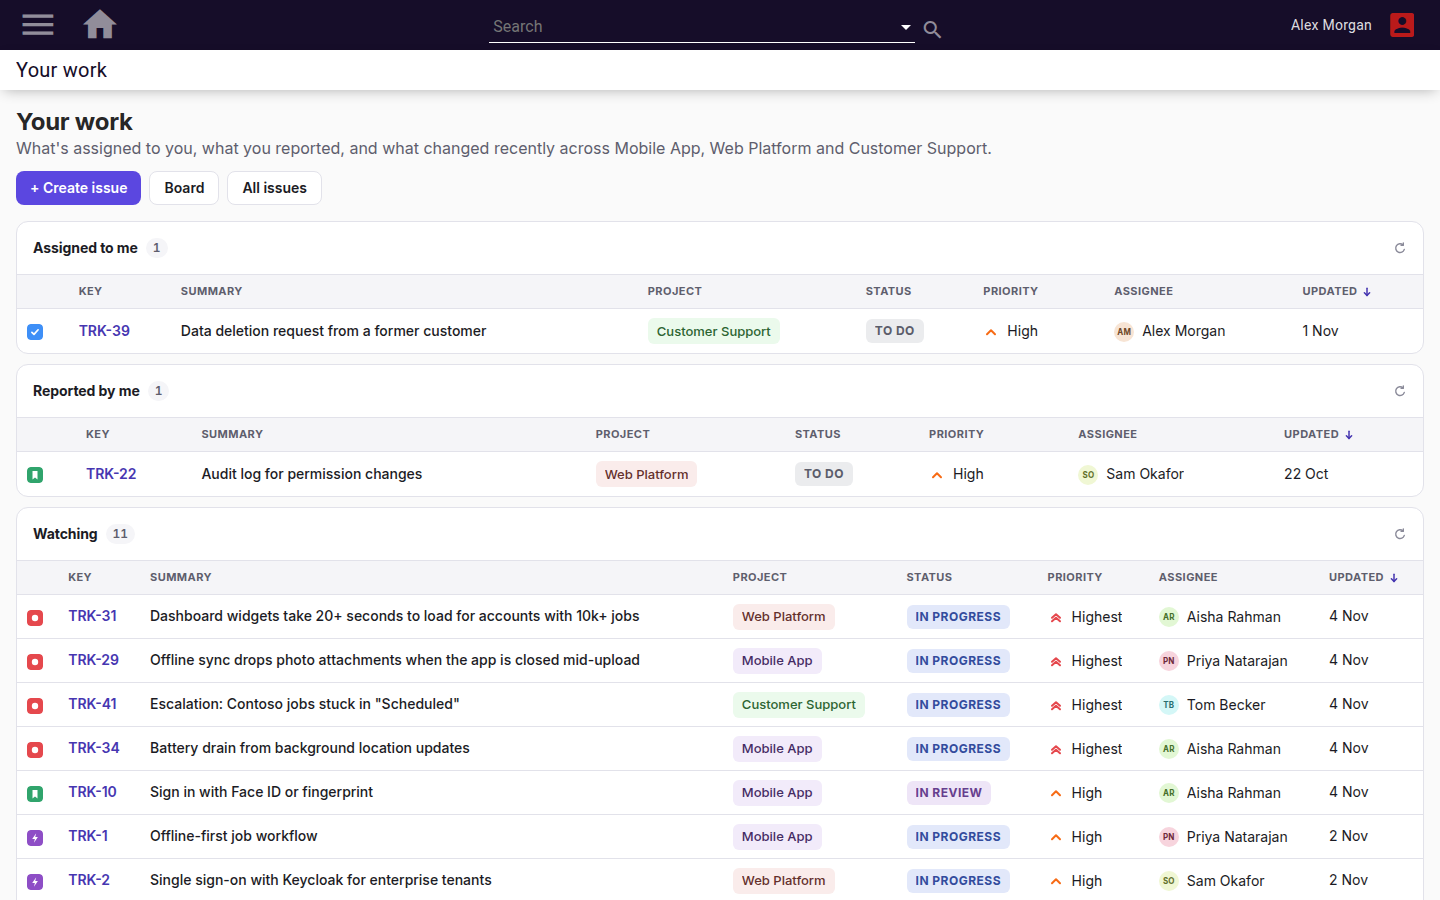 Search
Alex Morgan
Your work
Your work
What's assigned to you, what you reported, and what changed recently across Mobile App, Web Platform and Customer Support.
+ Create issue Board All issues
Assigned to me 1
KEY SUMMARY PROJECT STATUS PRIORITY ASSIGNEE UPDATED
TRK-39 Data deletion request from a former customer Customer Support TO DO High AM Alex Morgan 1 Nov
Reported by me 1
KEY SUMMARY PROJECT STATUS PRIORITY ASSIGNEE UPDATED
TRK-22 Audit log for permission changes Web Platform TO DO High SO Sam Okafor 22 Oct
Watching 11
KEY SUMMARY PROJECT STATUS PRIORITY ASSIGNEE UPDATED
TRK-31 Dashboard widgets take 20+ seconds to load for accounts with 10k+ jobs Web Platform IN PROGRESS Highest AR Aisha Rahman 4 Nov
TRK-29 Offline sync drops photo attachments when the app is closed mid-upload Mobile App IN PROGRESS Highest PN Priya Natarajan 4 Nov
TRK-41 Escalation: Contoso jobs stuck in "Scheduled" Customer Support IN PROGRESS Highest TB Tom Becker 4 Nov
TRK-34 Battery drain from background location updates Mobile App IN PROGRESS Highest AR Aisha Rahman 4 Nov
TRK-10 Sign in with Face ID or fingerprint Mobile App IN REVIEW High AR Aisha Rahman 4 Nov
TRK-1 Offline-first job workflow Mobile App IN PROGRESS High PN Priya Natarajan 2 Nov
TRK-2 Single sign-on with Keycloak for enterprise tenants Web Platform IN PROGRESS High SO Sam Okafor 2 Nov